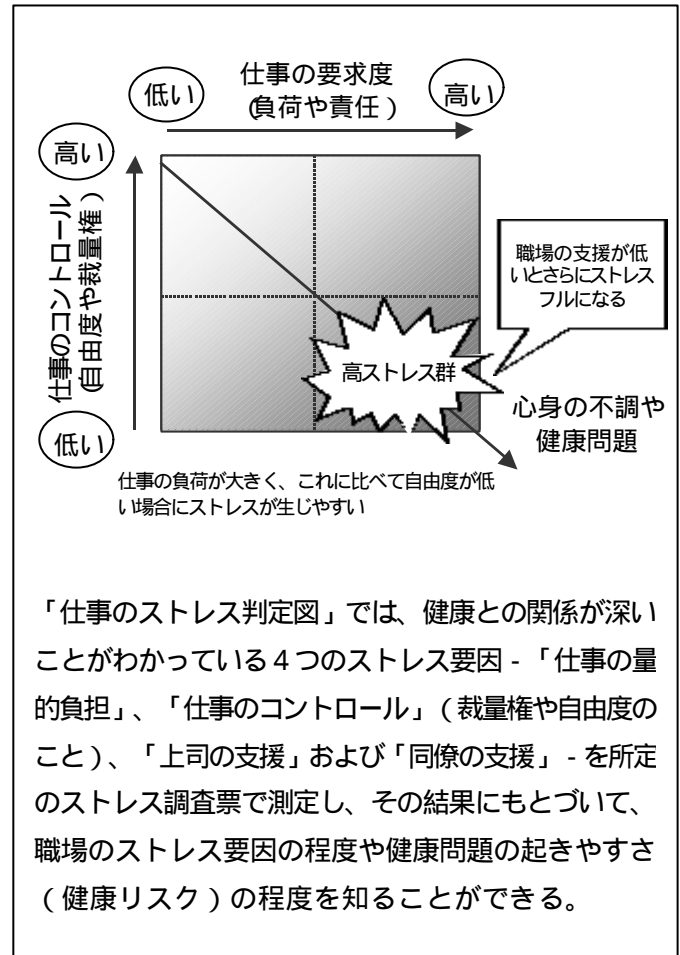 仕事の要求度
(負荷や責任)
低い
高い
高い
仕事のコントロール
(自由度や裁量権)
低い
職場の支援が低
いとさらにストレス
フルになる
高ストレス群
心身の不調や
健康問題
仕事の負荷が大きく、これに比べて自由度が低
い場合にストレスが生じやすい
「仕事のストレス判定図」では、健康との関係が深い
ことがわかっている4つのストレス要因 - 「仕事の量
的負担」、「仕事のコントロール」(裁量権や自由度の
こと)、「上司の支援」および「同僚の支援」 - を所定
のストレス調査票で測定し、その結果にもとづいて、
職場のストレス要因の程度や健康問題の起きやすさ
(健康リスク)の程度を知ることができる。